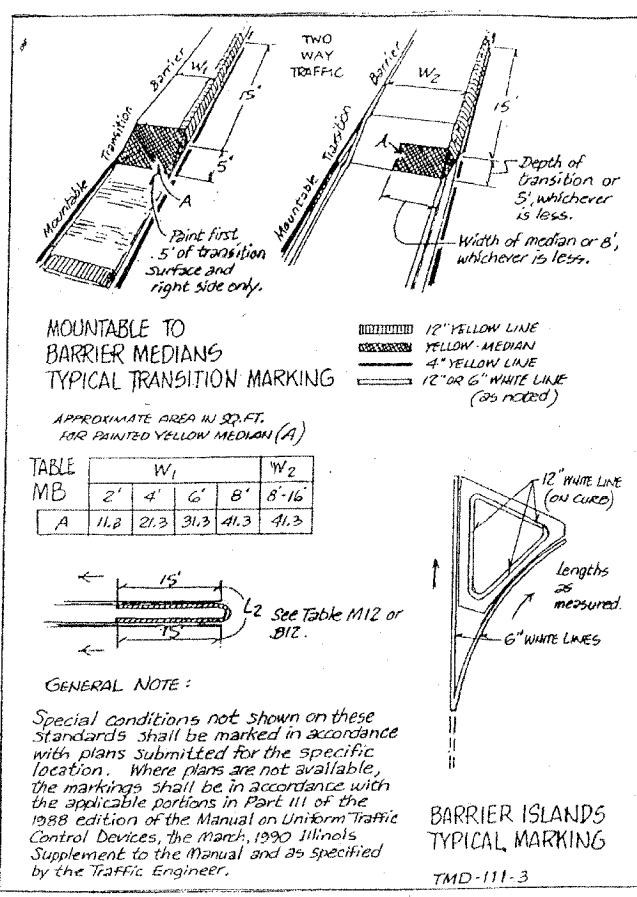 TWO
WAY
TRAFFIC
Barrier
W1
15'
Transition
5'
A
Mountable
Paint first
.5' of transition
surface and
right side only.
Barrier
W2
15'
A
Transition
Mountable
Depth of
transition or
5', whichever
is less.
Width of median or 8',
whichever is less.
MOUNTABLE TO
BARRIER MEDIANS
TYPICAL TRANSITION MARKING
12" YELLOW LINE
YELLOW - MEDIAN
4" YELLOW LINE
12" OR 6" WHITE LINE
(as noted)
APPROXIMATE AREA IN SQ. FT.
FOR PAINTED YELLOW MEDIAN (A)
TABLE MB W1 W2
2' 4' 6' 8' 8'-16'
A 11.3 21.3 31.3 41.3 41.3
15'
L2 See Table M12 or
B12.
15'
12" WHITE LINE
(ON CURB)
Lengths
as
measured.
6" WHITE LINES
GENERAL NOTE :
Special conditions not shown on these
standards shall be marked in accordance
with plans submitted for the specific
location. Where plans are not available,
the markings shall be in accordance with
the applicable portions in Part III of the
1988 edition of the Manual on Uniform Traffic
Control Devices, the March, 1990 Illinois
Supplement to the Manual and as specified
by the Traffic Engineer.
BARRIER ISLANDS
TYPICAL MARKING
TMD-111-3